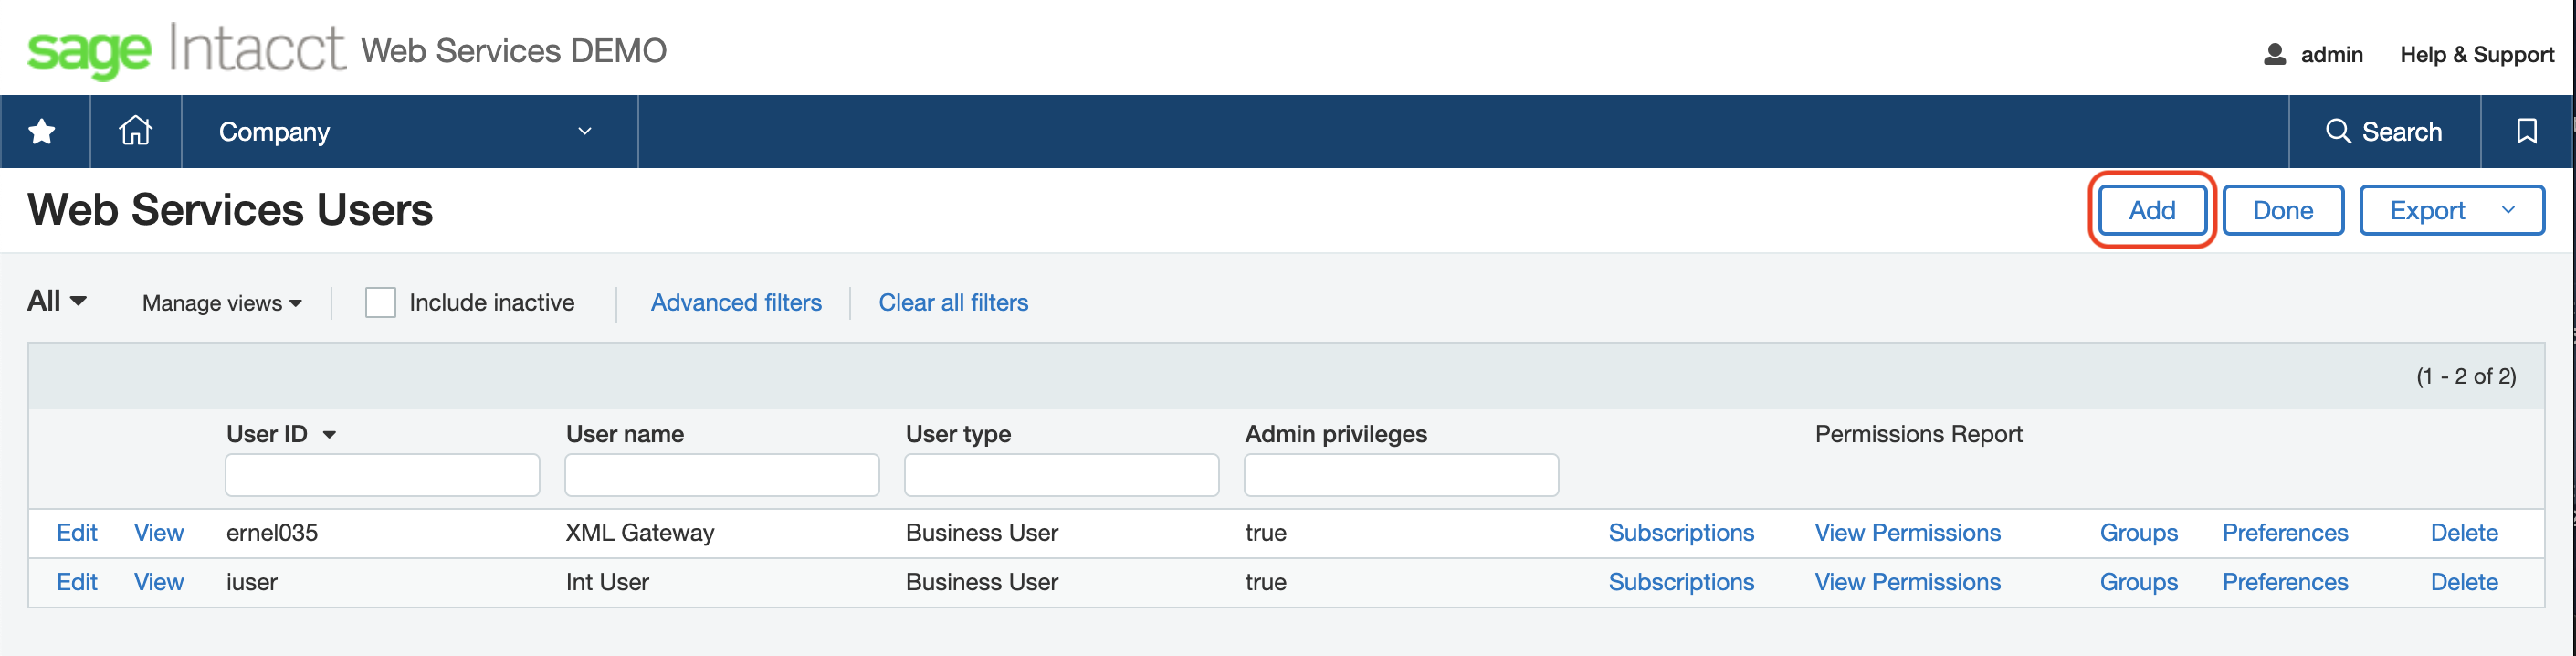 sage Intacct Web Services DEMO
admin Help & Support
Company Search
Web Services Users Add Done Export
All Manage views Include inactive Advanced filters Clear all filters
(1 - 2 of 2)
User ID User name User type Admin privileges Permissions Report
Edit View ernel035 XML Gateway Business User true Subscriptions View Permissions Groups Preferences Delete
Edit View iuser Int User Business User true Subscriptions View Permissions Groups Preferences Delete